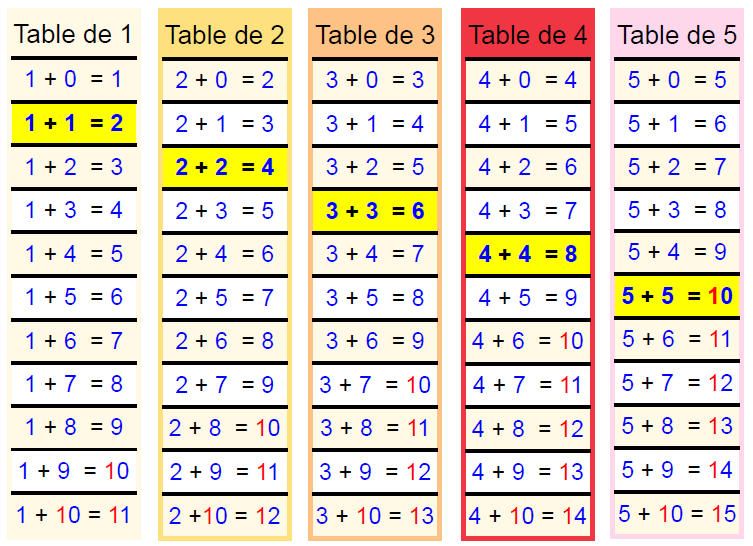 Table de 1
1 + 0 = 1
1 + 1 = 2
1 + 2 = 3
1 + 3 = 4
1 + 4 = 5
1 + 5 = 6
1 + 6 = 7
1 + 7 = 8
1 + 8 = 9
1 + 9 = 10
1 + 10 = 11
Table de 2
2 + 0 = 2
2 + 1 = 3
2 + 2 = 4
2 + 3 = 5
2 + 4 = 6
2 + 5 = 7
2 + 6 = 8
2 + 7 = 9
2 + 8 = 10
2 + 9 = 11
2 +10 = 12
Table de 3
3 + 0 = 3
3 + 1 = 4
3 + 2 = 5
3 + 3 = 6
3 + 4 = 7
3 + 5 = 8
3 + 6 = 9
3 + 7 = 10
3 + 8 = 11
3 + 9 = 12
3 + 10 = 13
Table de 4
4 + 0 = 4
4 + 1 = 5
4 + 2 = 6
4 + 3 = 7
4 + 4 = 8
4 + 5 = 9
4 + 6 = 10
4 + 7 = 11
4 + 8 = 12
4 + 9 = 13
4 + 10 = 14
Table de 5
5 + 0 = 5
5 + 1 = 6
5 + 2 = 7
5 + 3 = 8
5 + 4 = 9
5 + 5 = 10
5 + 6 = 11
5 + 7 = 12
5 + 8 = 13
5 + 9 = 14
5 + 10 = 15